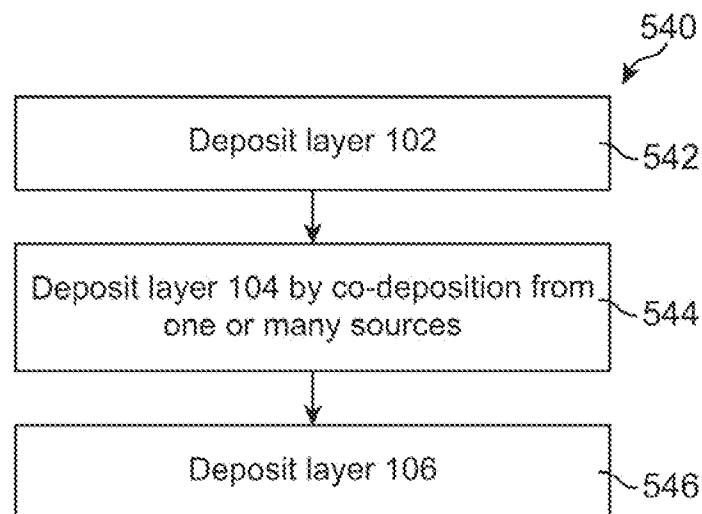 540
Deposit layer 102
542
Deposit layer 104 by co-deposition from
one or many sources
544
Deposit layer 106
546